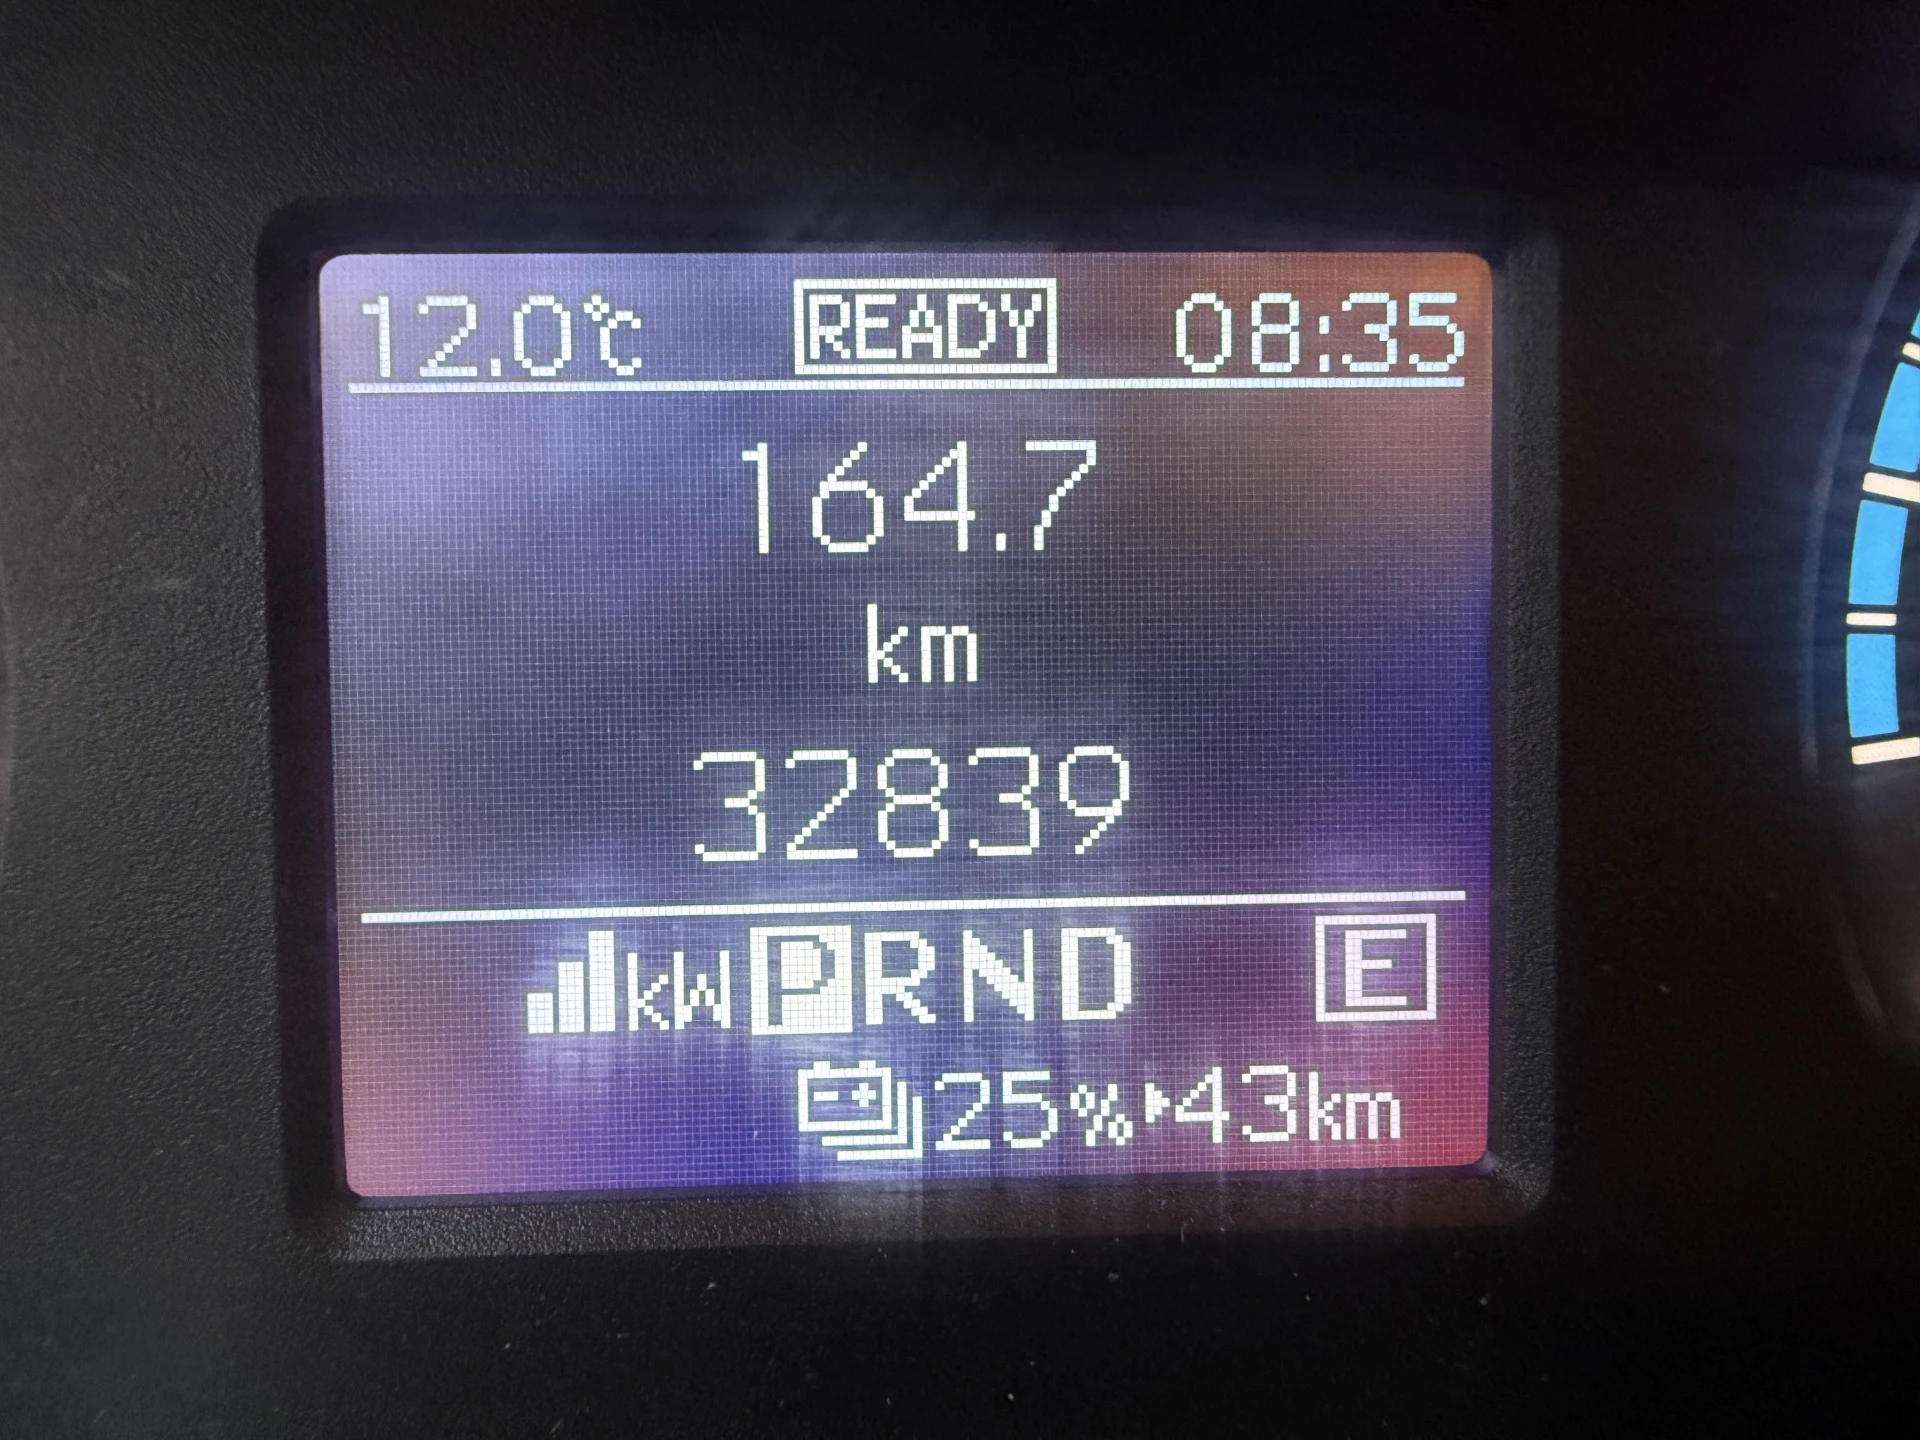 12.0°C READY 08:35
164.7
km
32839
kW P R N D E
25% 43km